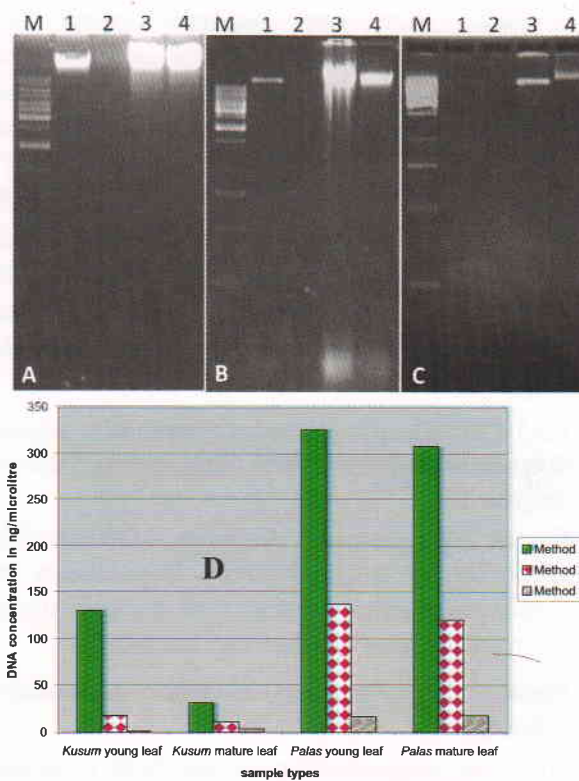 M 1 2 3 4 M 1 2 3 4 M 1 2 3 4
A B C
350
300
250
200
150
100
50
0
DNA concentration in ng/microlitre
D
Method
Method
Method
Kusum young leaf Kusum mature leaf Palas young leaf Palas mature leaf
sample types